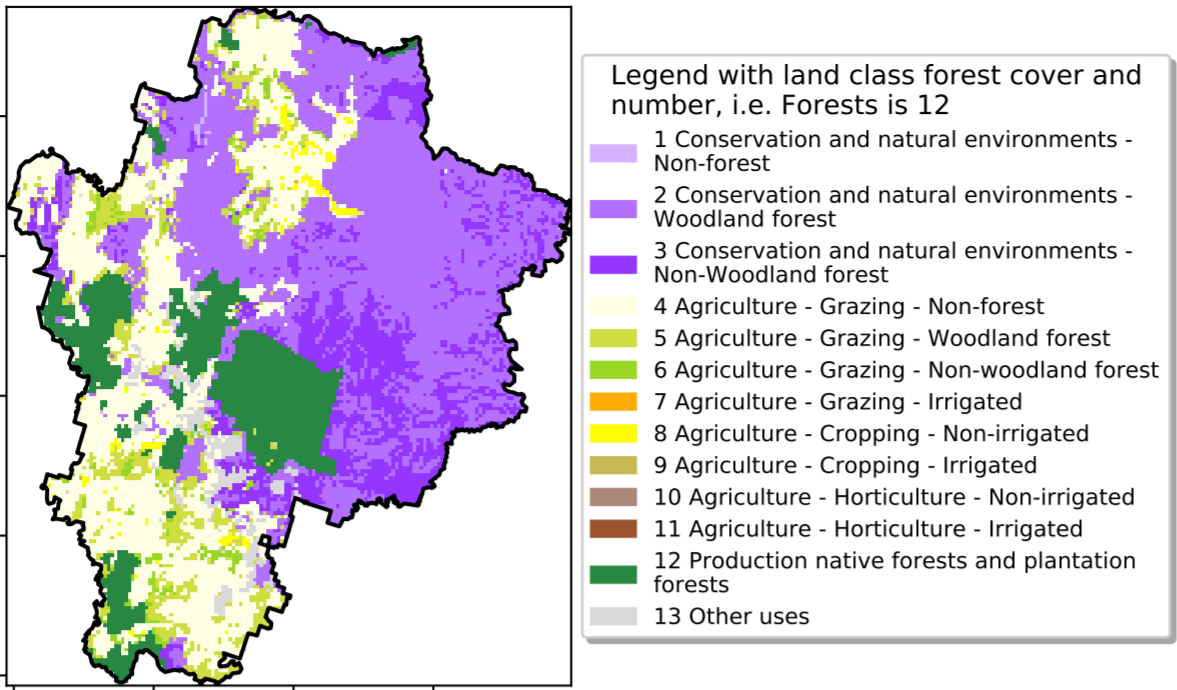 Legend with land class forest cover and
number, i.e. Forests is 12
1 Conservation and natural environments -
Non-forest
2 Conservation and natural environments -
Woodland forest
3 Conservation and natural environments -
Non-Woodland forest
4 Agriculture - Grazing - Non-forest
5 Agriculture - Grazing - Woodland forest
6 Agriculture - Grazing - Non-woodland forest
7 Agriculture - Grazing - Irrigated
8 Agriculture - Cropping - Non-irrigated
9 Agriculture - Cropping - Irrigated
10 Agriculture - Horticulture - Non-irrigated
11 Agriculture - Horticulture - Irrigated
12 Production native forests and plantation
forests
13 Other uses